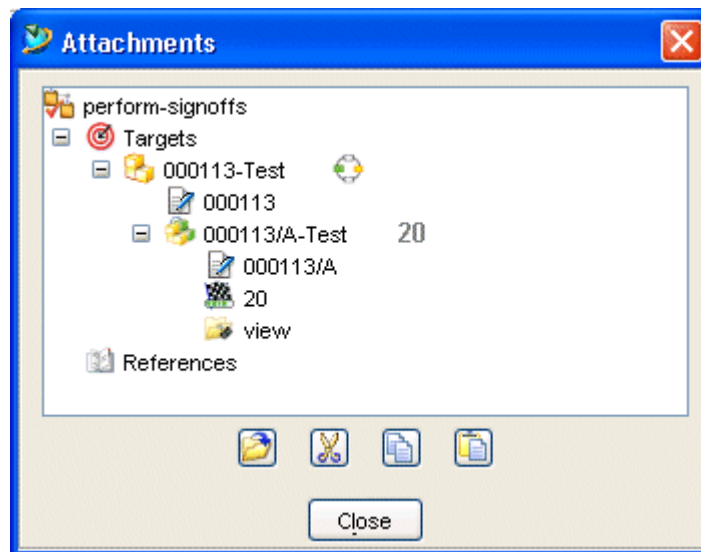 Attachments
perform-signoffs
Targets
000113-Test
000113
000113/A-Test 20
000113/A
20
view
References
Close